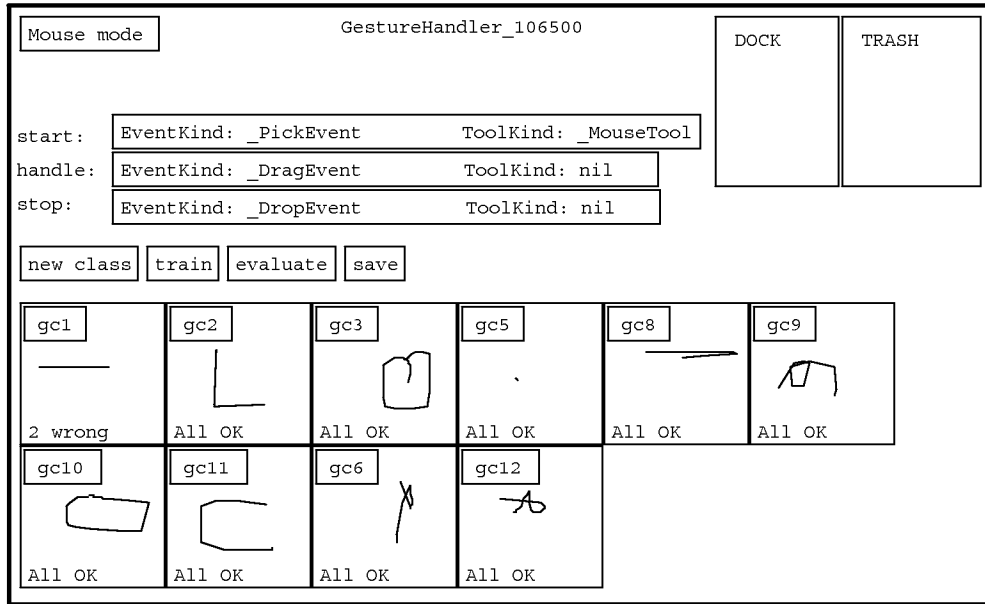 Mouse mode GestureHandler_106500 DOCK TRASH
start: EventKind: _PickEvent ToolKind: _MouseTool
handle: EventKind: _DragEvent ToolKind: nil
stop: EventKind: _DropEvent ToolKind: nil
new class train evaluate save
gc1 gc2 gc3 gc5 gc8 gc9
2 wrong All OK All OK All OK All OK All OK
gc10 gc11 gc6 gc12
All OK All OK All OK All OK